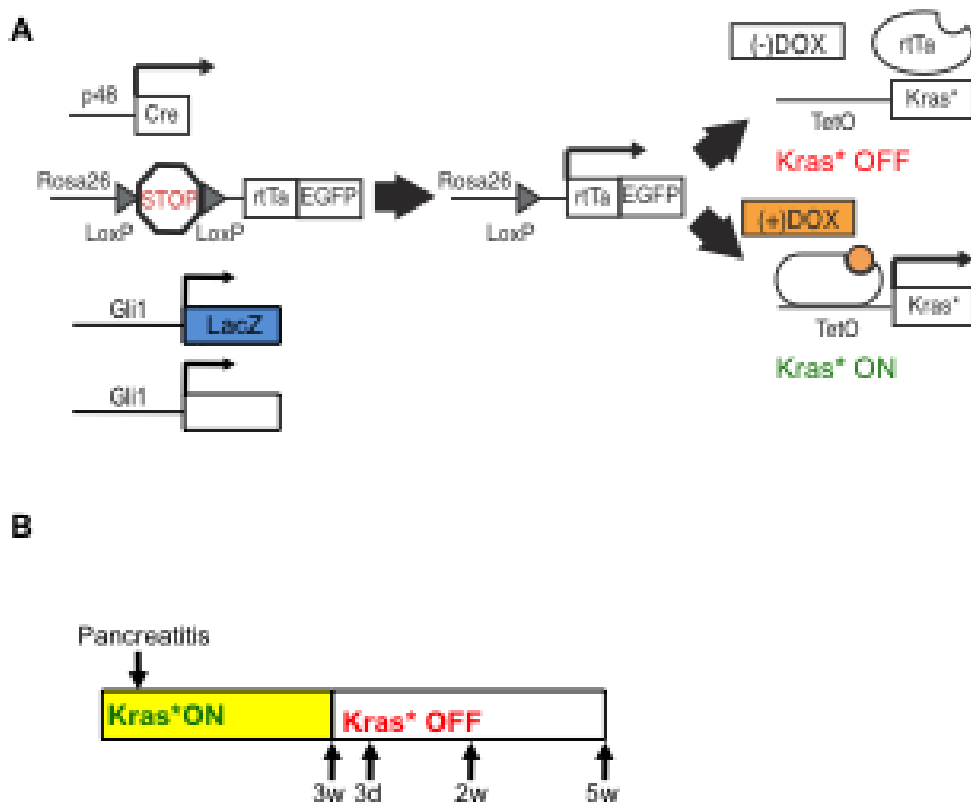 A
p48
Cre
Rosa26
STOP
LoxP
LoxP
rtTa
EGFP
Gli1
LacZ
Gli1
Rosa26
LoxP
rtTa
EGFP
(-)DOX
rtTa
TetO
Kras*
Kras* OFF
(+)DOX
TetO
Kras*
Kras* ON
B
Pancreatitis
Kras*ON
Kras* OFF
3w
3d
2w
5w